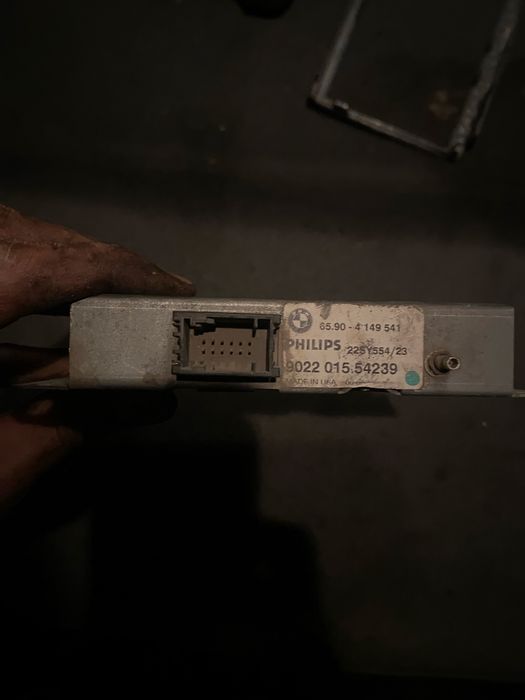 65.90 - 4 149 541
PHILIPS 22SY554/23
9022 015.54239
MADE IN USA